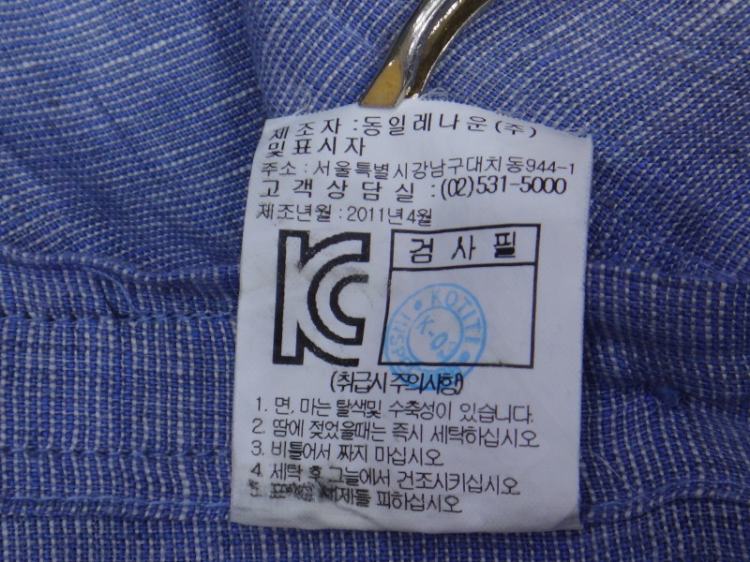 제 조 자 : 동일레나운(주)
및표시자
주소 : 서울특별시강남구대치동944-1
고 객 상 담 실 : (02)531-5000
제조년월 : 2011년4월
KC
검 사 필
KOTITI
K-0
(취급시주의사항)
1. 면, 마는 탈색및 수축성이 있습니다.
2. 땀에 젖었을때는 즉시 세탁하십시오
3. 비틀어서 짜지 마십시오
4. 세탁 후 그늘에서 건조시키십시오
5. 표백 세제를 피하십시오